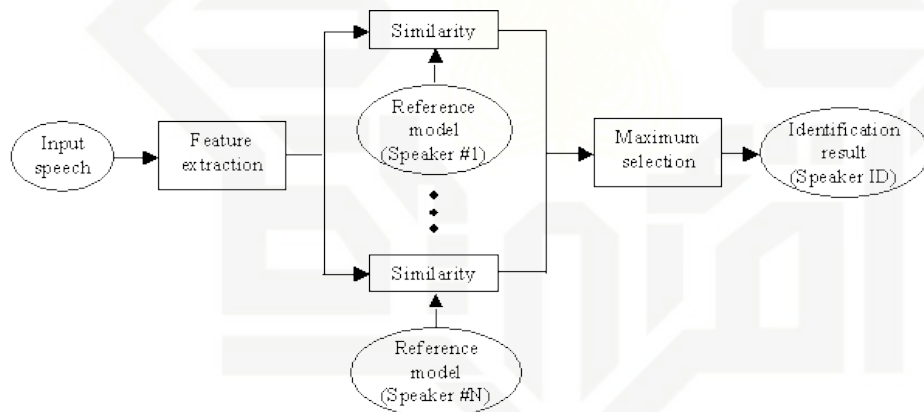 Similarity
Reference
model
(Speaker #1)
Input
speech
Feature
extraction
Maximum
selection
Identification
result
(Speaker ID)
Similarity
Reference
model
(Speaker #N)